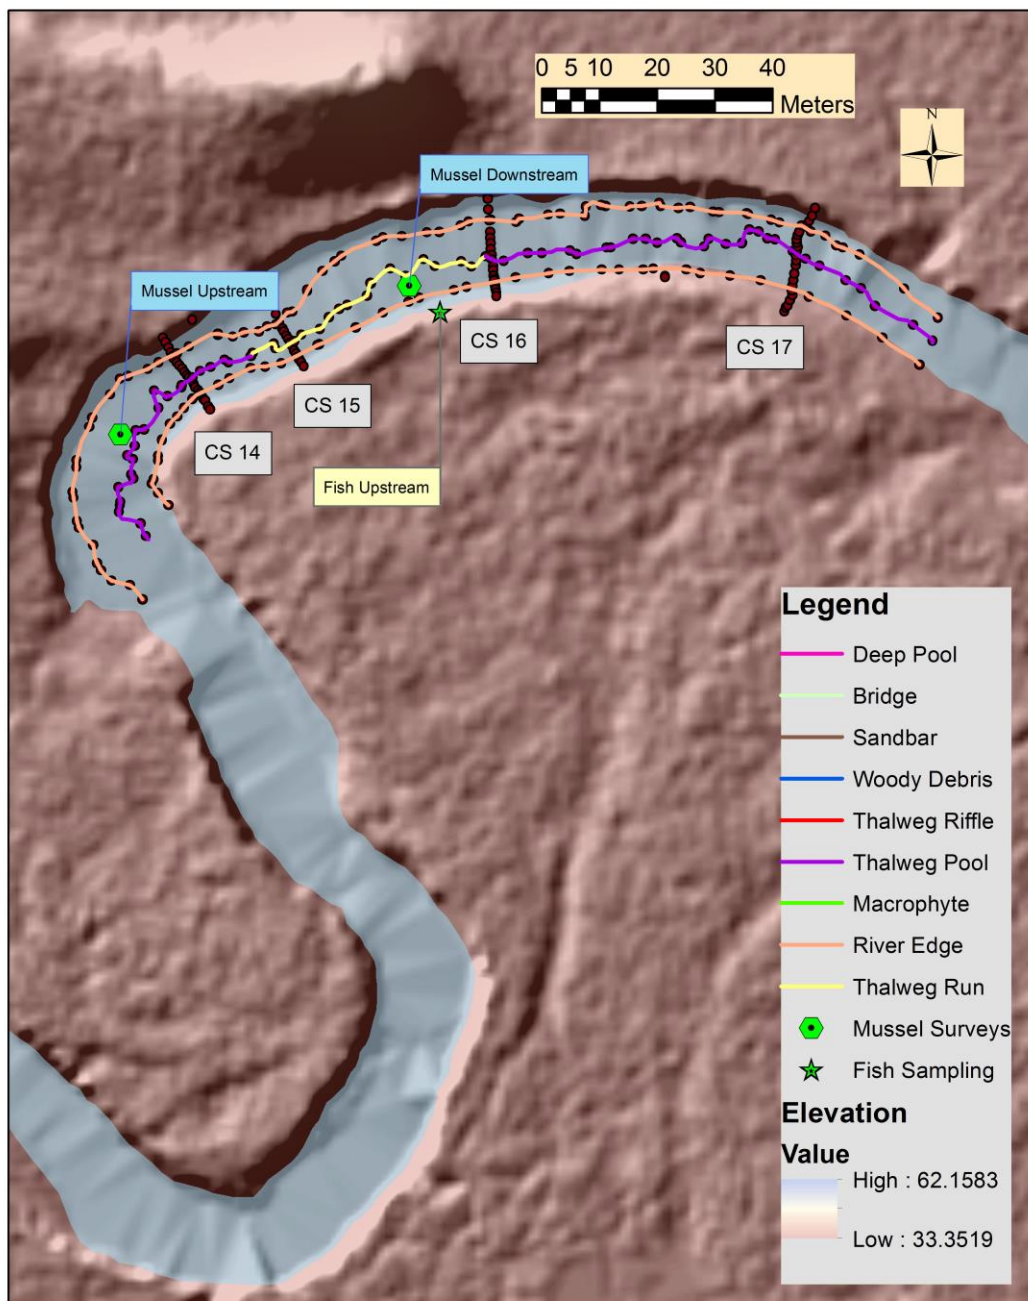 0 5 10 20 30 40
Meters
N
Mussel Downstream
Mussel Upstream
CS 16
CS 17
CS 15
CS 14
Fish Upstream
Legend
Deep Pool
Bridge
Sandbar
Woody Debris
Thalweg Riffle
Thalweg Pool
Macrophyte
River Edge
Thalweg Run
Mussel Surveys
Fish Sampling
Elevation
Value
High : 62.1583
Low : 33.3519